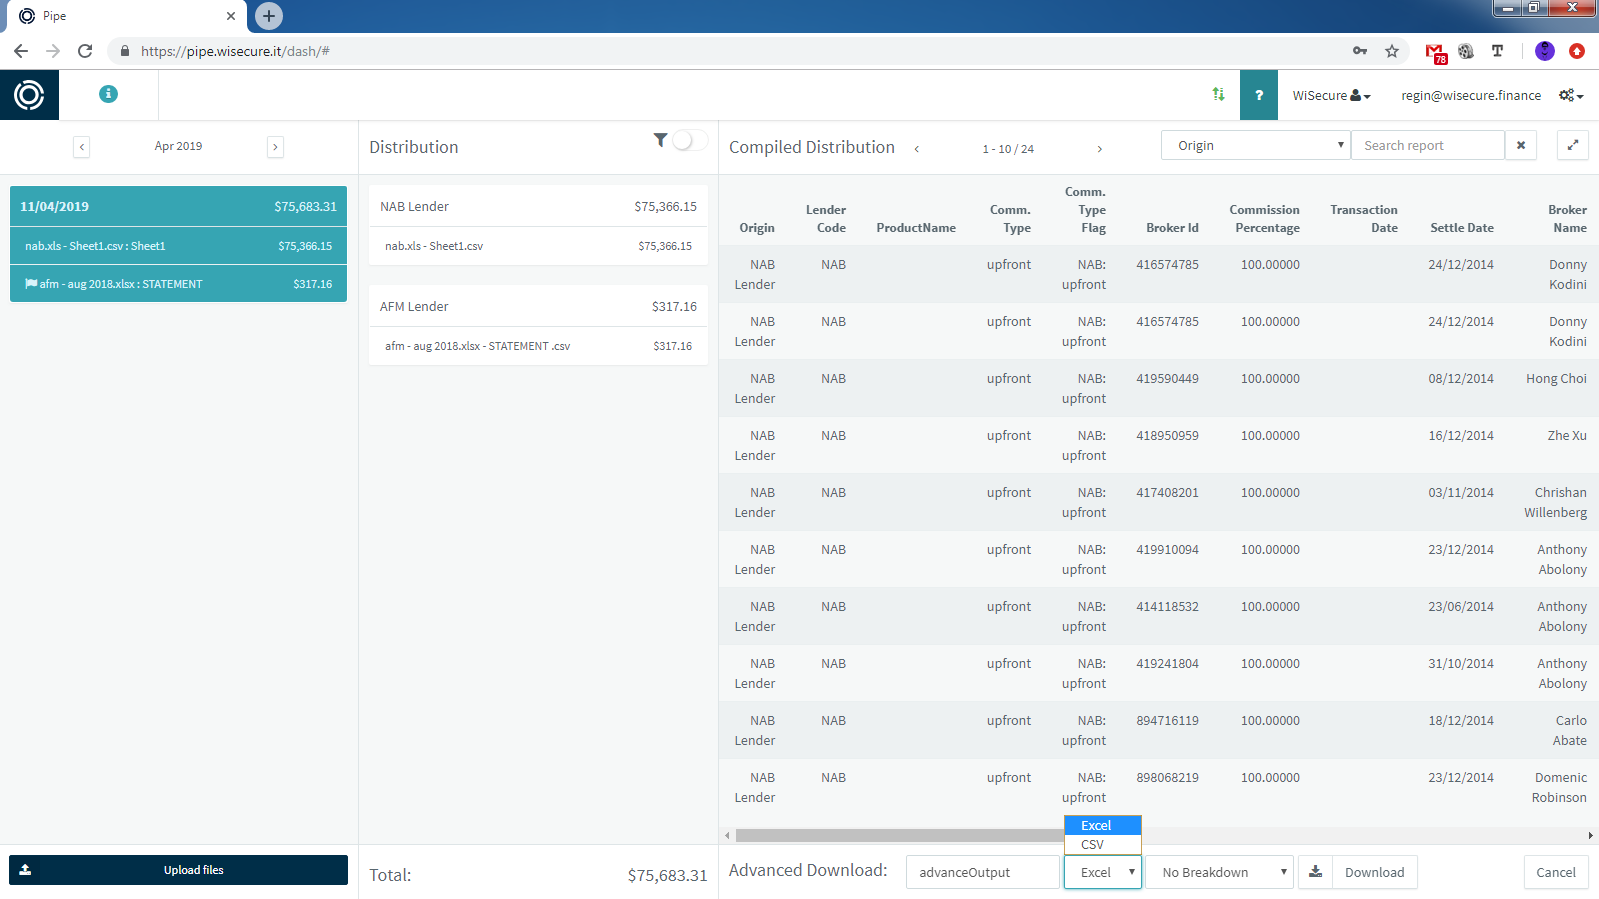 Pipe
https://pipe.wisecure.it/dash/#
78
T
i
?
WiSecure
regin@wisecure.finance
Apr 2019
11/04/2019 $75,683.31
nab.xls - Sheet1.csv : Sheet1 $75,366.15
afm - aug 2018.xlsx : STATEMENT $317.16
Upload files
Distribution
NAB Lender $75,366.15
nab.xls - Sheet1.csv $75,366.15
AFM Lender $317.16
afm - aug 2018.xlsx - STATEMENT .csv $317.16
Total: $75,683.31
Compiled Distribution
1 - 10 / 24
Origin
Search report
Origin Lender Code ProductName Comm. Type Comm. Type Flag Broker Id Commission Percentage Transaction Date Settle Date Broker Name
NAB Lender NAB upfront NAB: upfront 416574785 100.00000 24/12/2014 Donny Kodini
NAB Lender NAB upfront NAB: upfront 416574785 100.00000 24/12/2014 Donny Kodini
NAB Lender NAB upfront NAB: upfront 419590449 100.00000 08/12/2014 Hong Choi
NAB Lender NAB upfront NAB: upfront 418950959 100.00000 16/12/2014 Zhe Xu
NAB Lender NAB upfront NAB: upfront 417408201 100.00000 03/11/2014 Chrishan Willenberg
NAB Lender NAB upfront NAB: upfront 419910094 100.00000 23/12/2014 Anthony Abolony
NAB Lender NAB upfront NAB: upfront 414118532 100.00000 23/06/2014 Anthony Abolony
NAB Lender NAB upfront NAB: upfront 419241804 100.00000 31/10/2014 Anthony Abolony
NAB Lender NAB upfront NAB: upfront 894716119 100.00000 18/12/2014 Carlo Abate
NAB Lender NAB upfront NAB: upfront 898068219 100.00000 23/12/2014 Domenic Robinson
Excel
CSV
Advanced Download: advanceOutput Excel No Breakdown Download Cancel